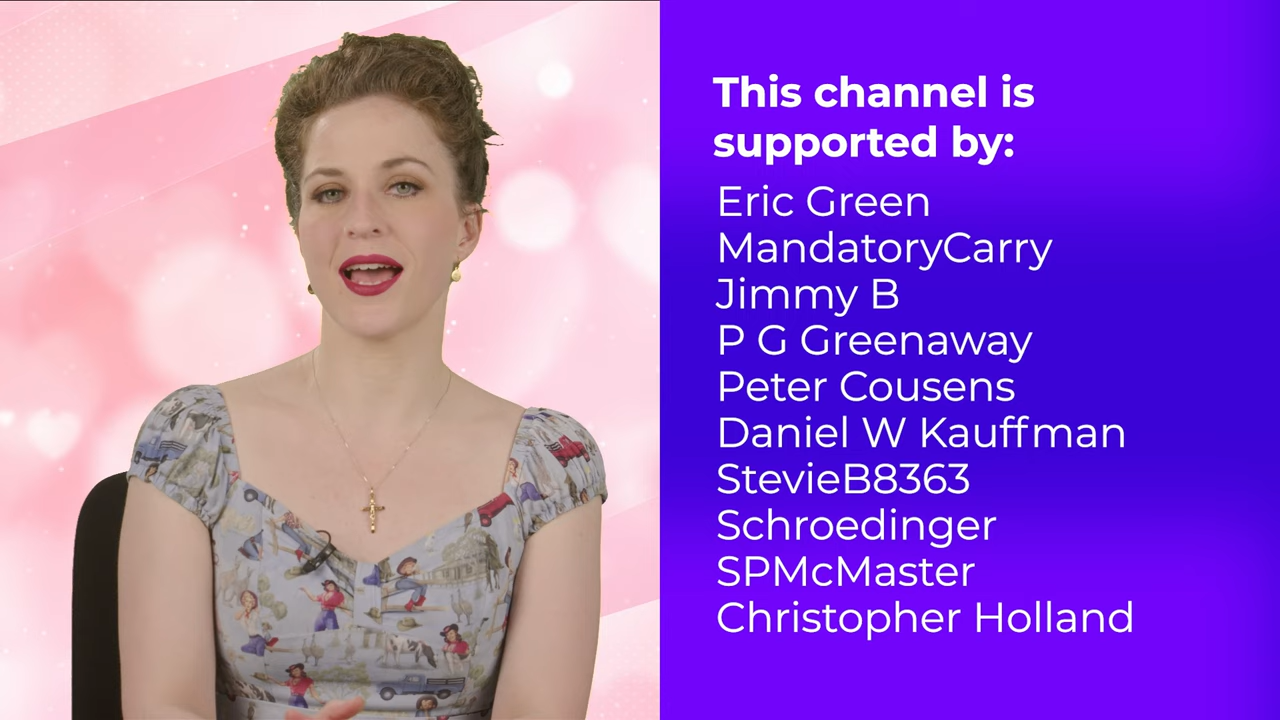 This channel is
supported by:
Eric Green
MandatoryCarry
Jimmy B
P G Greenaway
Peter Cousens
Daniel W Kauffman
StevieB8363
Schroedinger
SPMcMaster
Christopher Holland